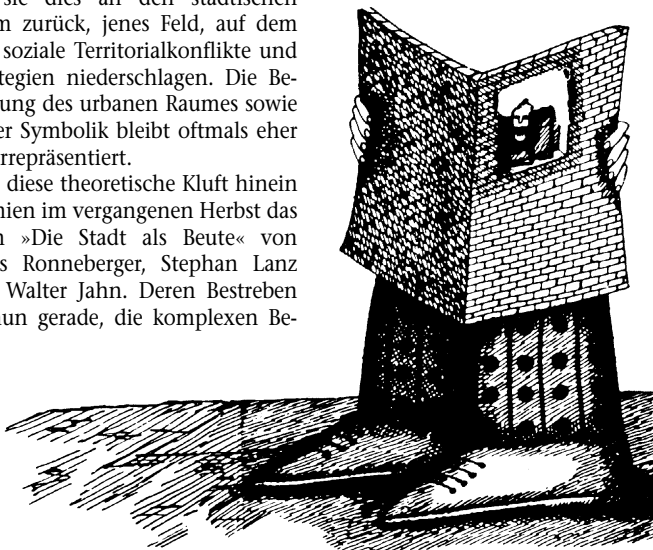 sie dies an den städtischen
m zurück, jenes Feld, auf dem
soziale Territorialkonflikte und
tegien niederschlagen. Die Be-
ung des urbanen Raumes sowie
er Symbolik bleibt oftmals eher
rrepräsentiert.
diese theoretische Kluft hinein
nien im vergangenen Herbst das
n »Die Stadt als Beute« von
s Ronneberger, Stephan Lanz
Walter Jahn. Deren Bestreben
nun gerade, die komplexen Be-